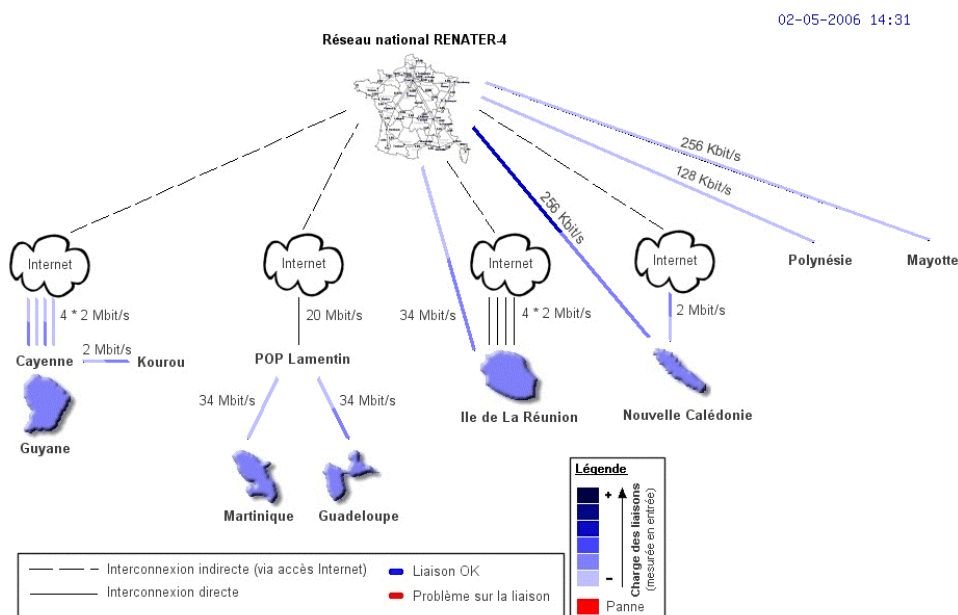 02-05-2006 14:31
Réseau national RENATER-4
256 Kbit/s
128 Kbit/s
256 Kbit/s
Internet
Internet
Internet
Internet
Polynésie
Mayotte
4 * 2 Mbit/s
20 Mbit/s
34 Mbit/s
4 * 2 Mbit/s
2 Mbit/s
Cayenne
2 Mbit/s
Kourou
POP Lamentin
34 Mbit/s
34 Mbit/s
Ile de La Réunion
Nouvelle Calédonie
Guyane
Martinique
Guadeloupe
Légende
+
-
Charge des liaisons
(mesurée en entrée)
Panne
Interconnexion indirecte (via accès Internet)
Interconnexion directe
Liaison OK
Problème sur la liaison